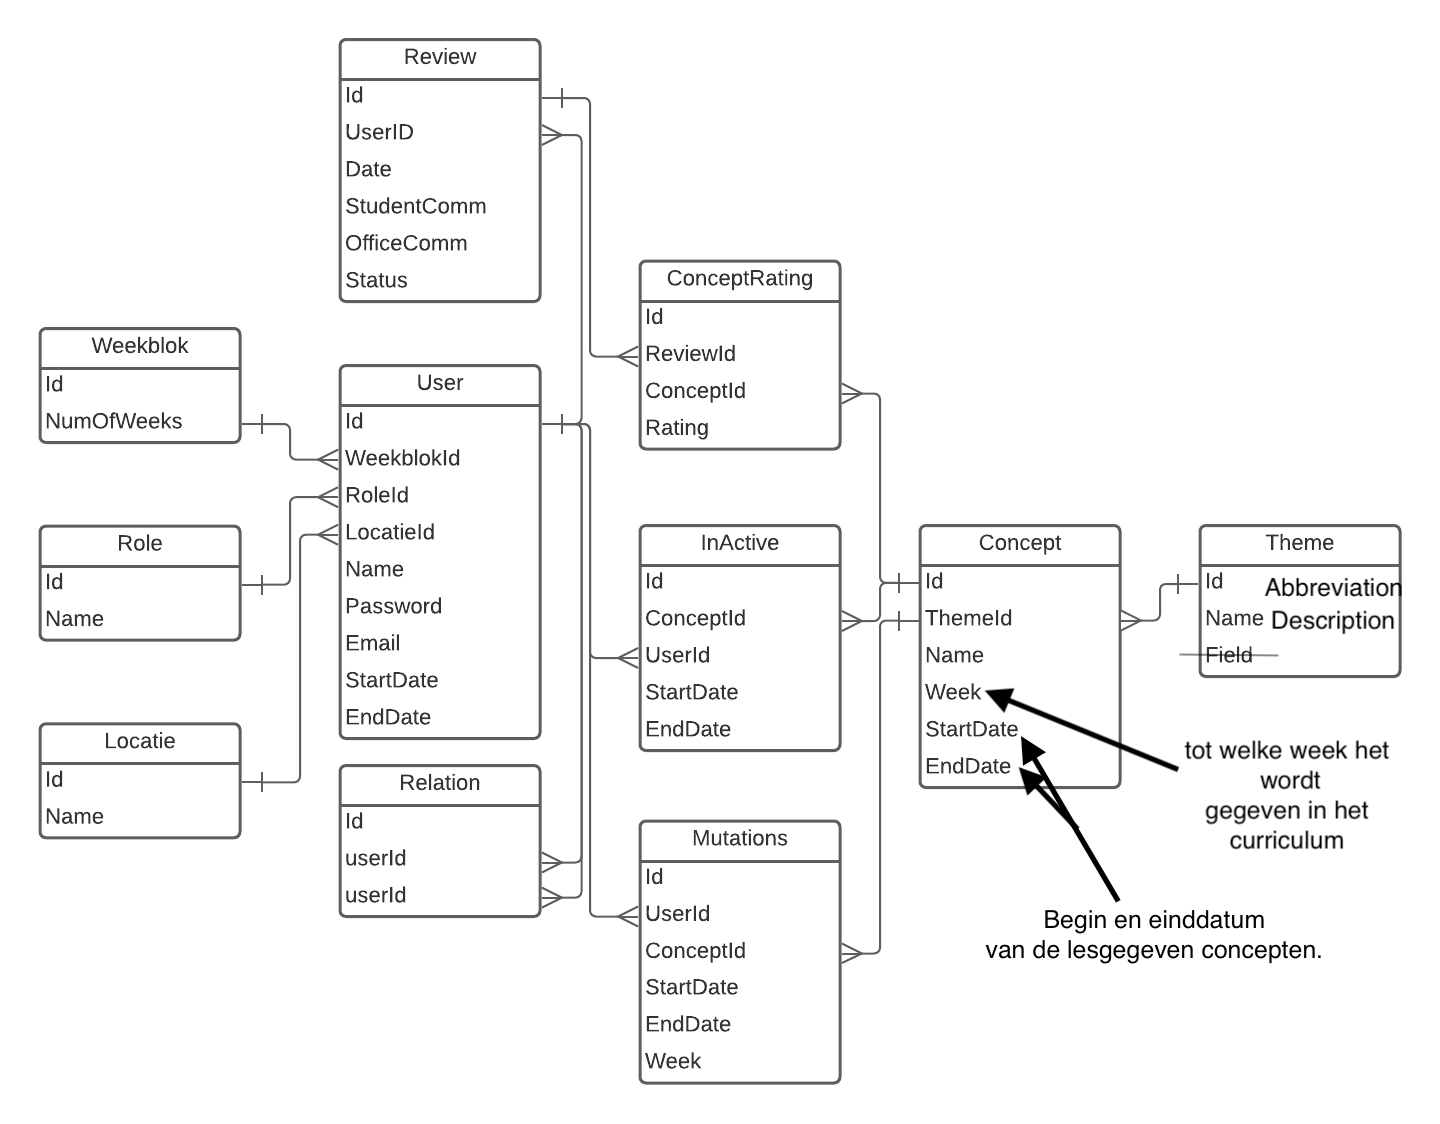 Review
Id
UserID
Date
StudentComm
OfficeComm
Status
Weekblok
Id
NumOfWeeks
Role
Id
Name
Locatie
Id
Name
User
Id
WeekblokId
RoleId
LocatieId
Name
Password
Email
StartDate
EndDate
Relation
Id
userId
userId
ConceptRating
Id
ReviewId
ConceptId
Rating
InActive
Id
ConceptId
UserId
StartDate
EndDate
Mutations
Id
UserId
ConceptId
StartDate
EndDate
Week
Concept
Id
ThemeId
Name
Week
StartDate
EndDate
Theme
Id Abbreviation
Name Description
Field
tot welke week het
wordt
gegeven in het
curriculum
Begin en einddatum
van de lesgegeven concepten.